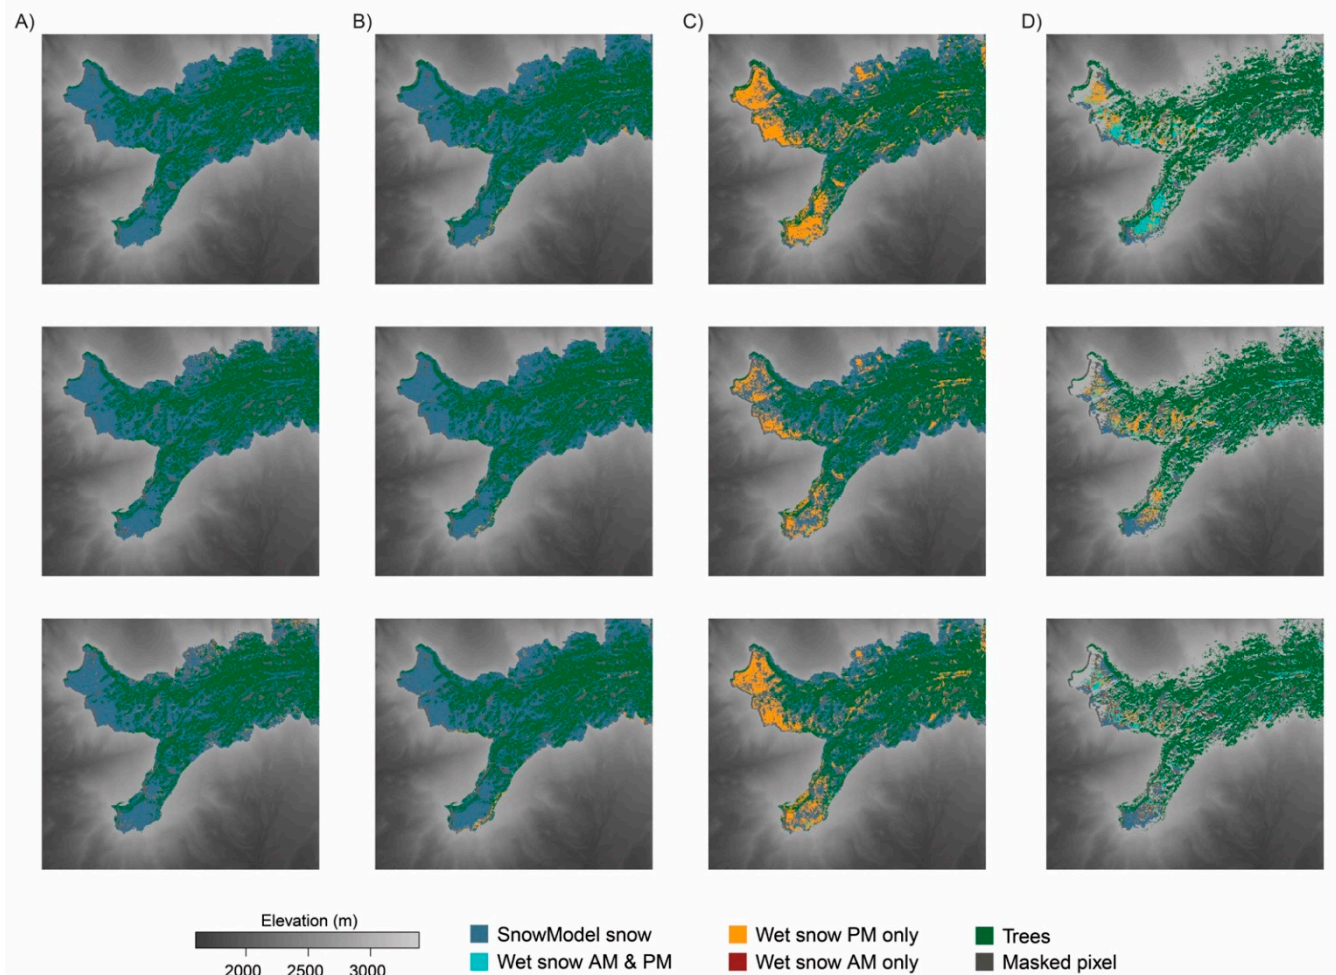 A) B) C) D)
Elevation (m)
2000 2500 3000
SnowModel snow
Wet snow AM & PM
Wet snow PM only
Wet snow AM only
Trees
Masked pixel